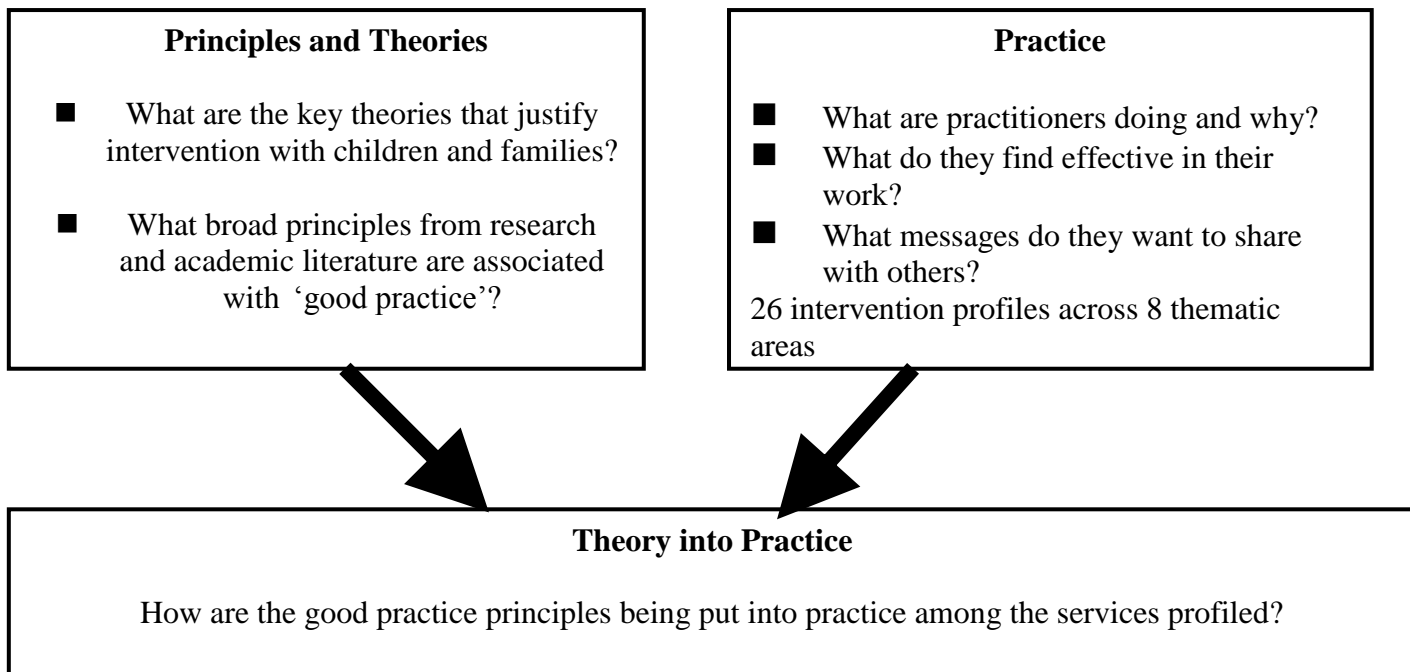 Principles and Theories
■ What are the key theories that justify
intervention with children and families?
■ What broad principles from research
and academic literature are associated
with ‘good practice’?
Practice
■ What are practitioners doing and why?
■ What do they find effective in their
work?
■ What messages do they want to share
with others?
26 intervention profiles across 8 thematic
areas
Theory into Practice
How are the good practice principles being put into practice among the services profiled?